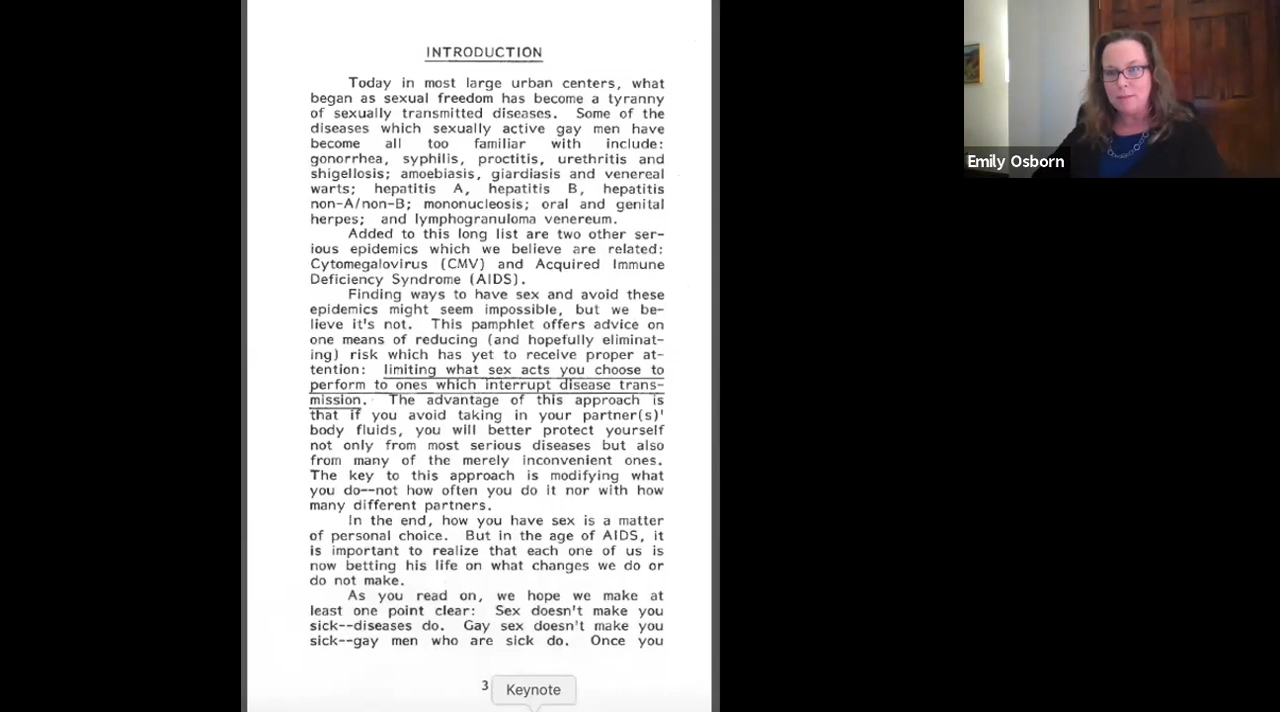 INTRODUCTION
Today in most large urban centers, what
began as sexual freedom has become a tyranny
of sexually transmitted diseases. Some of the
diseases which sexually active gay men have
become all too familiar with include:
gonorrhea, syphilis, proctitis, urethritis and
shigellosis; amoebiasis, giardiasis and venereal
warts; hepatitis A, hepatitis B, hepatitis
non-A/non-B; mononucleosis; oral and genital
herpes; and lymphogranuloma venereum.
Added to this long list are two other ser-
ious epidemics which we believe are related:
Cytomegalovirus (CMV) and Acquired Immune
Deficiency Syndrome (AIDS).
Finding ways to have sex and avoid these
epidemics might seem impossible, but we be-
lieve it's not. This pamphlet offers advice on
one means of reducing (and hopefully eliminat-
ing) risk which has yet to receive proper at-
tention: limiting what sex acts you choose to
perform to ones which interrupt disease trans-
mission. The advantage of this approach is
that if you avoid taking in your partner(s)'
body fluids, you will better protect yourself
not only from most serious diseases but also
from many of the merely inconvenient ones.
The key to this approach is modifying what
you do--not how often you do it nor with how
many different partners.
In the end, how you have sex is a matter
of personal choice. But in the age of AIDS, it
is important to realize that each one of us is
now betting his life on what changes we do or
do not make.
As you read on, we hope we make at
least one point clear: Sex doesn't make you
sick--diseases do. Gay sex doesn't make you
sick--gay men who are sick do. Once you
3
Keynote
Emily Osborn